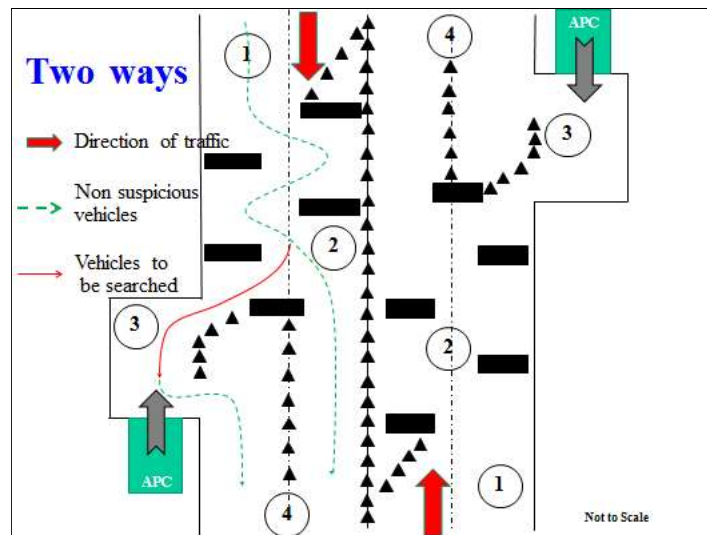 Two ways
Direction of traffic
Non suspicious
vehicles
Vehicles to
be searched
1
4
APC
3
2
3
2
APC
4
1
Not to Scale